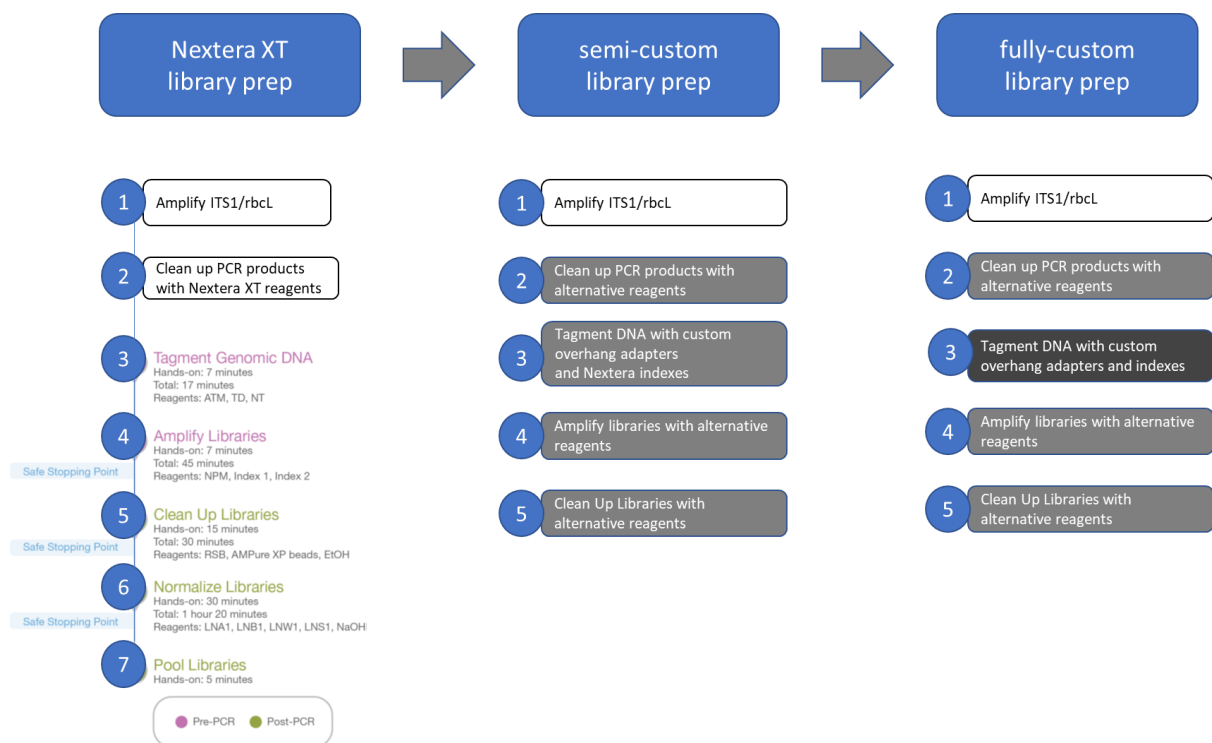 Nextera XT
library prep
semi-custom
library prep
fully-custom
library prep
1
Amplify ITS1/rbcL
2
Clean up PCR products
with Nextera XT reagents
3
Tagment Genomic DNA
Hands-on: 7 minutes
Total: 17 minutes
Reagents: ATM, TD, NT
4
Amplify Libraries
Hands-on: 7 minutes
Total: 45 minutes
Safe Stopping Point
Reagents: NPM, Index 1, Index 2
5
Clean Up Libraries
Hands-on: 15 minutes
Total: 30 minutes
Safe Stopping Point
Reagents: RSB, AMPure XP beads, EtOH
6
Normalize Libraries
Hands-on: 30 minutes
Total: 1 hour 20 minutes
Safe Stopping Point
Reagents: LNA1, LNB1, LNW1, LNS1, NaOH
7
Pool Libraries
Hands-on: 5 minutes
Pre-PCR
Post-PCR
1
Amplify ITS1/rbcL
2
Clean up PCR products with
alternative reagents
3
Tagment DNA with custom
overhang adapters
and Nextera indexes
4
Amplify libraries with alternative
reagents
5
Clean Up Libraries with
alternative reagents
1
Amplify ITS1/rbcL
2
Clean up PCR products with
alternative reagents
3
Tagment DNA with custom
overhang adapters and indexes
4
Amplify libraries with alternative
reagents
5
Clean Up Libraries with
alternative reagents